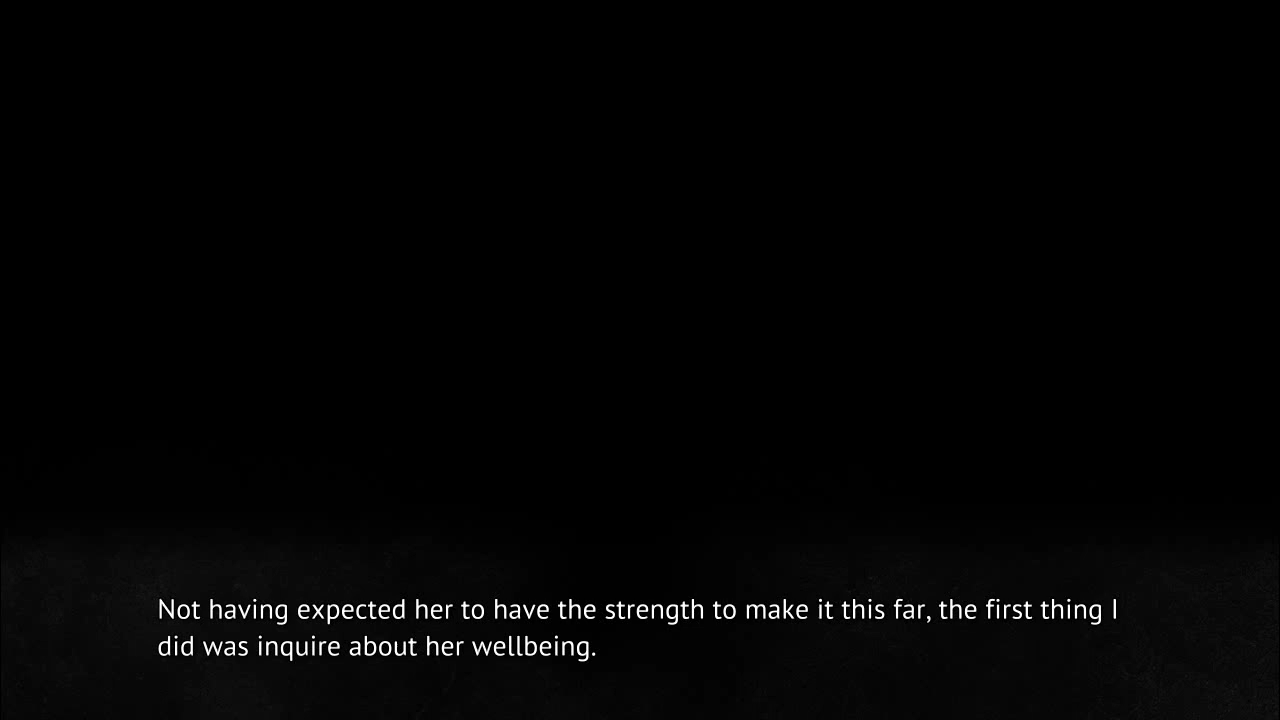 Not having expected her to have the strength to make it this far, the first thing I
did was inquire about her wellbeing.